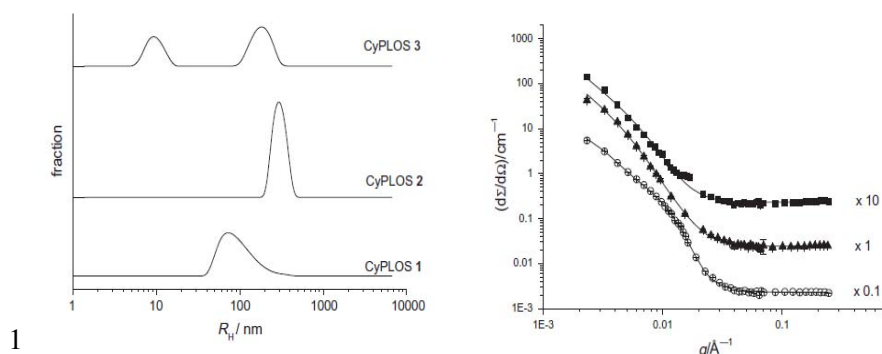 CyPLOS 3
CyPLOS 2
CyPLOS 1
fraction
1 10 100 1000 10000
R_H / nm
1
1000
100
10
1
0.1
0.01
1E-3
(dΣ/dΩ)/cm⁻¹
x 10
x 1
x 0.1
1E-3 0.01 0.1
q/Å⁻¹